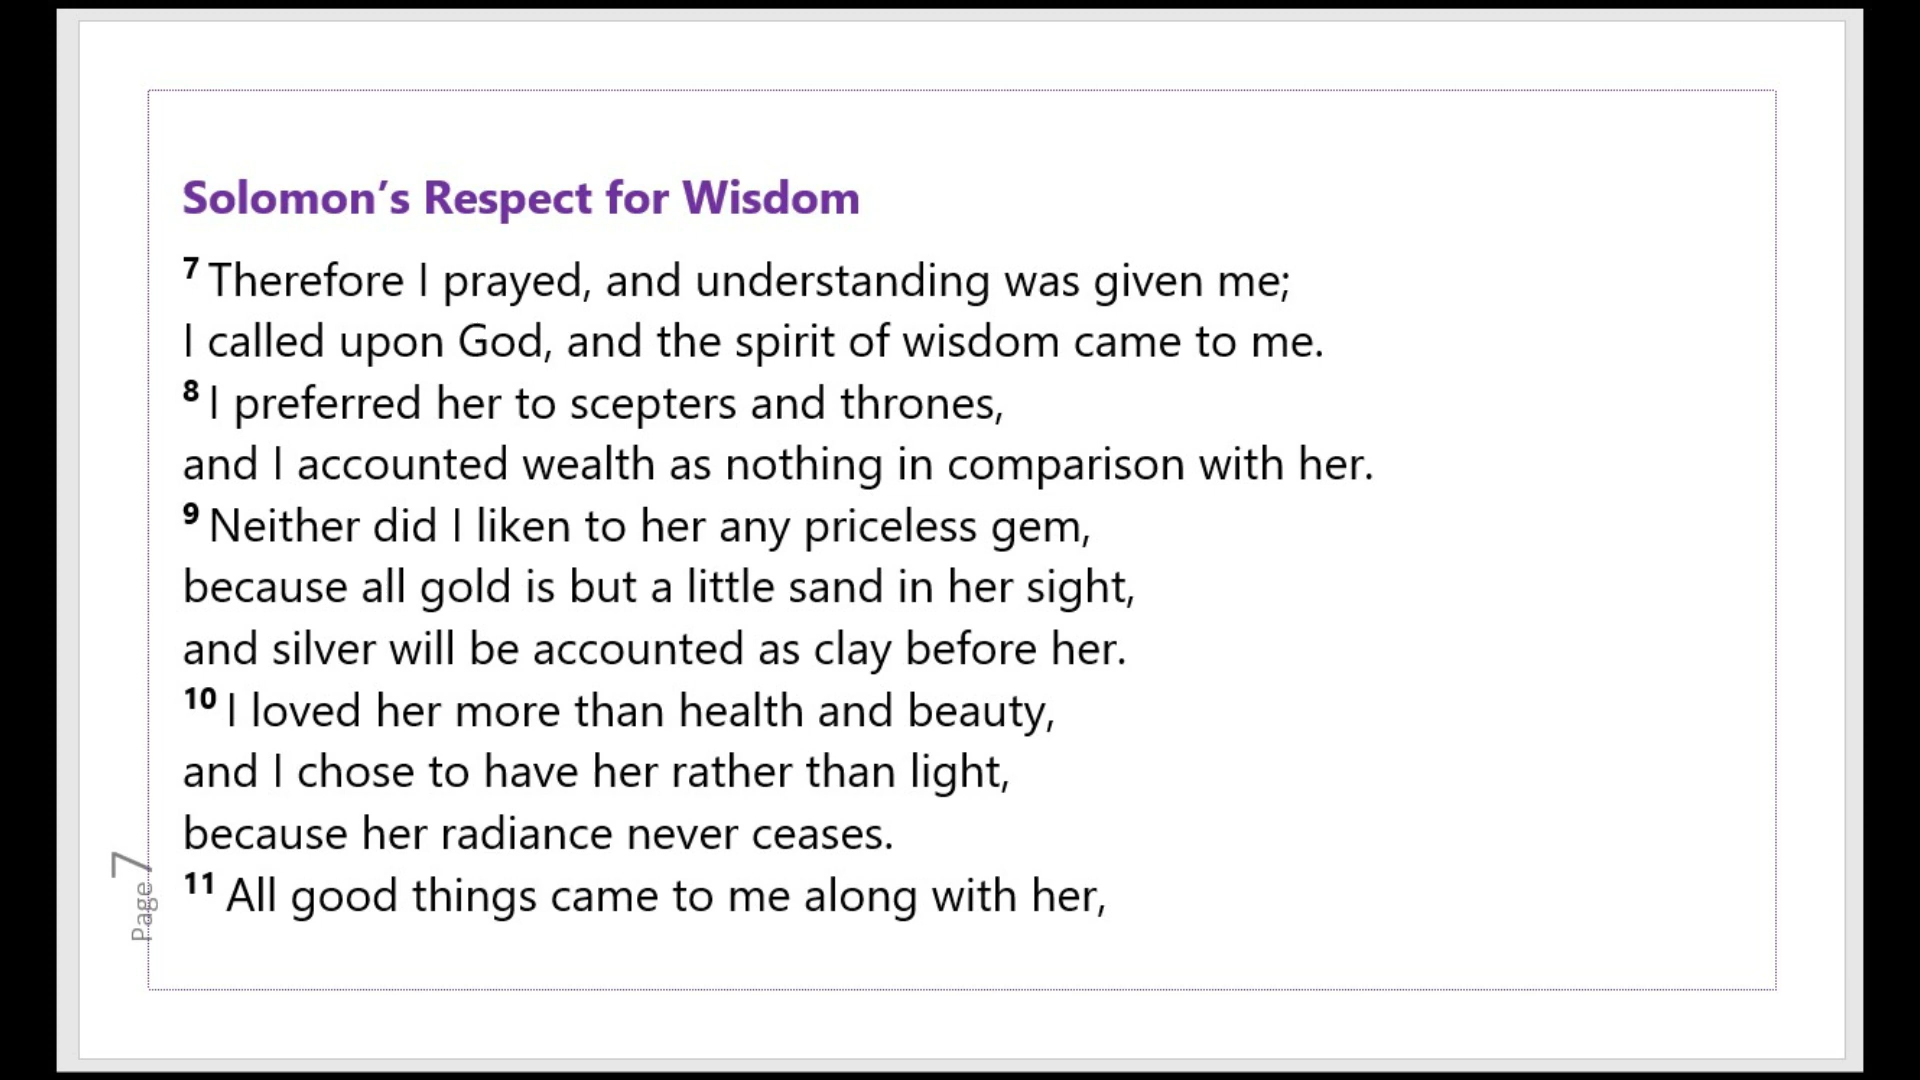 Solomon’s Respect for Wisdom
7 Therefore I prayed, and understanding was given me;
I called upon God, and the spirit of wisdom came to me.
8 I preferred her to scepters and thrones,
and I accounted wealth as nothing in comparison with her.
9 Neither did I liken to her any priceless gem,
because all gold is but a little sand in her sight,
and silver will be accounted as clay before her.
10 I loved her more than health and beauty,
and I chose to have her rather than light,
because her radiance never ceases.
11 All good things came to me along with her,
Page 7